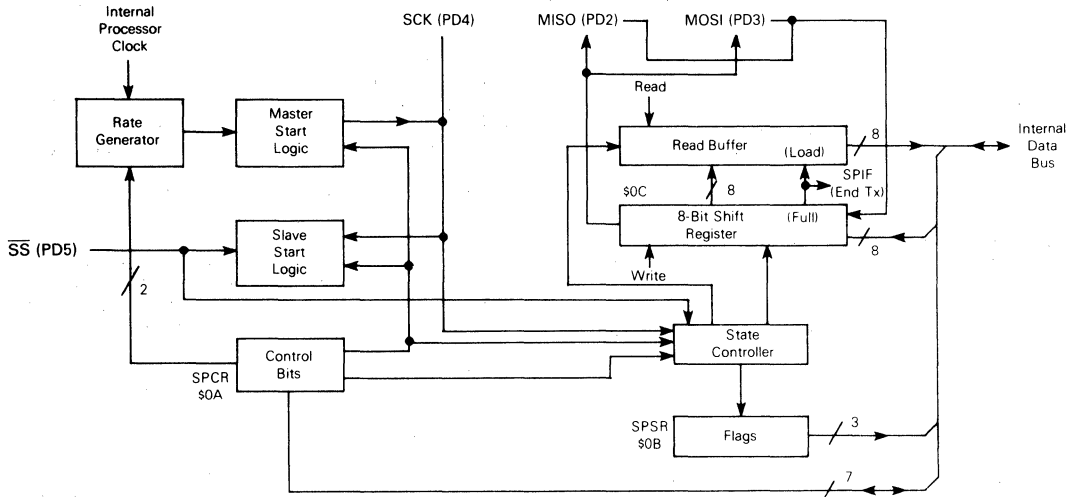 Internal
Processor
Clock
SCK (PD4)
MISO (PD2)
MOSI (PD3)
Rate
Generator
Master
Start
Logic
Read
Read Buffer
(Load)
8
Internal
Data
Bus
$0C
8
SPIF
(End Tx)
8-Bit Shift
Register
(Full)
8
Write
SS (PD5)
Slave
Start
Logic
2
State
Controller
SPCR
$0A
Control
Bits
SPSR
$0B
Flags
3
7